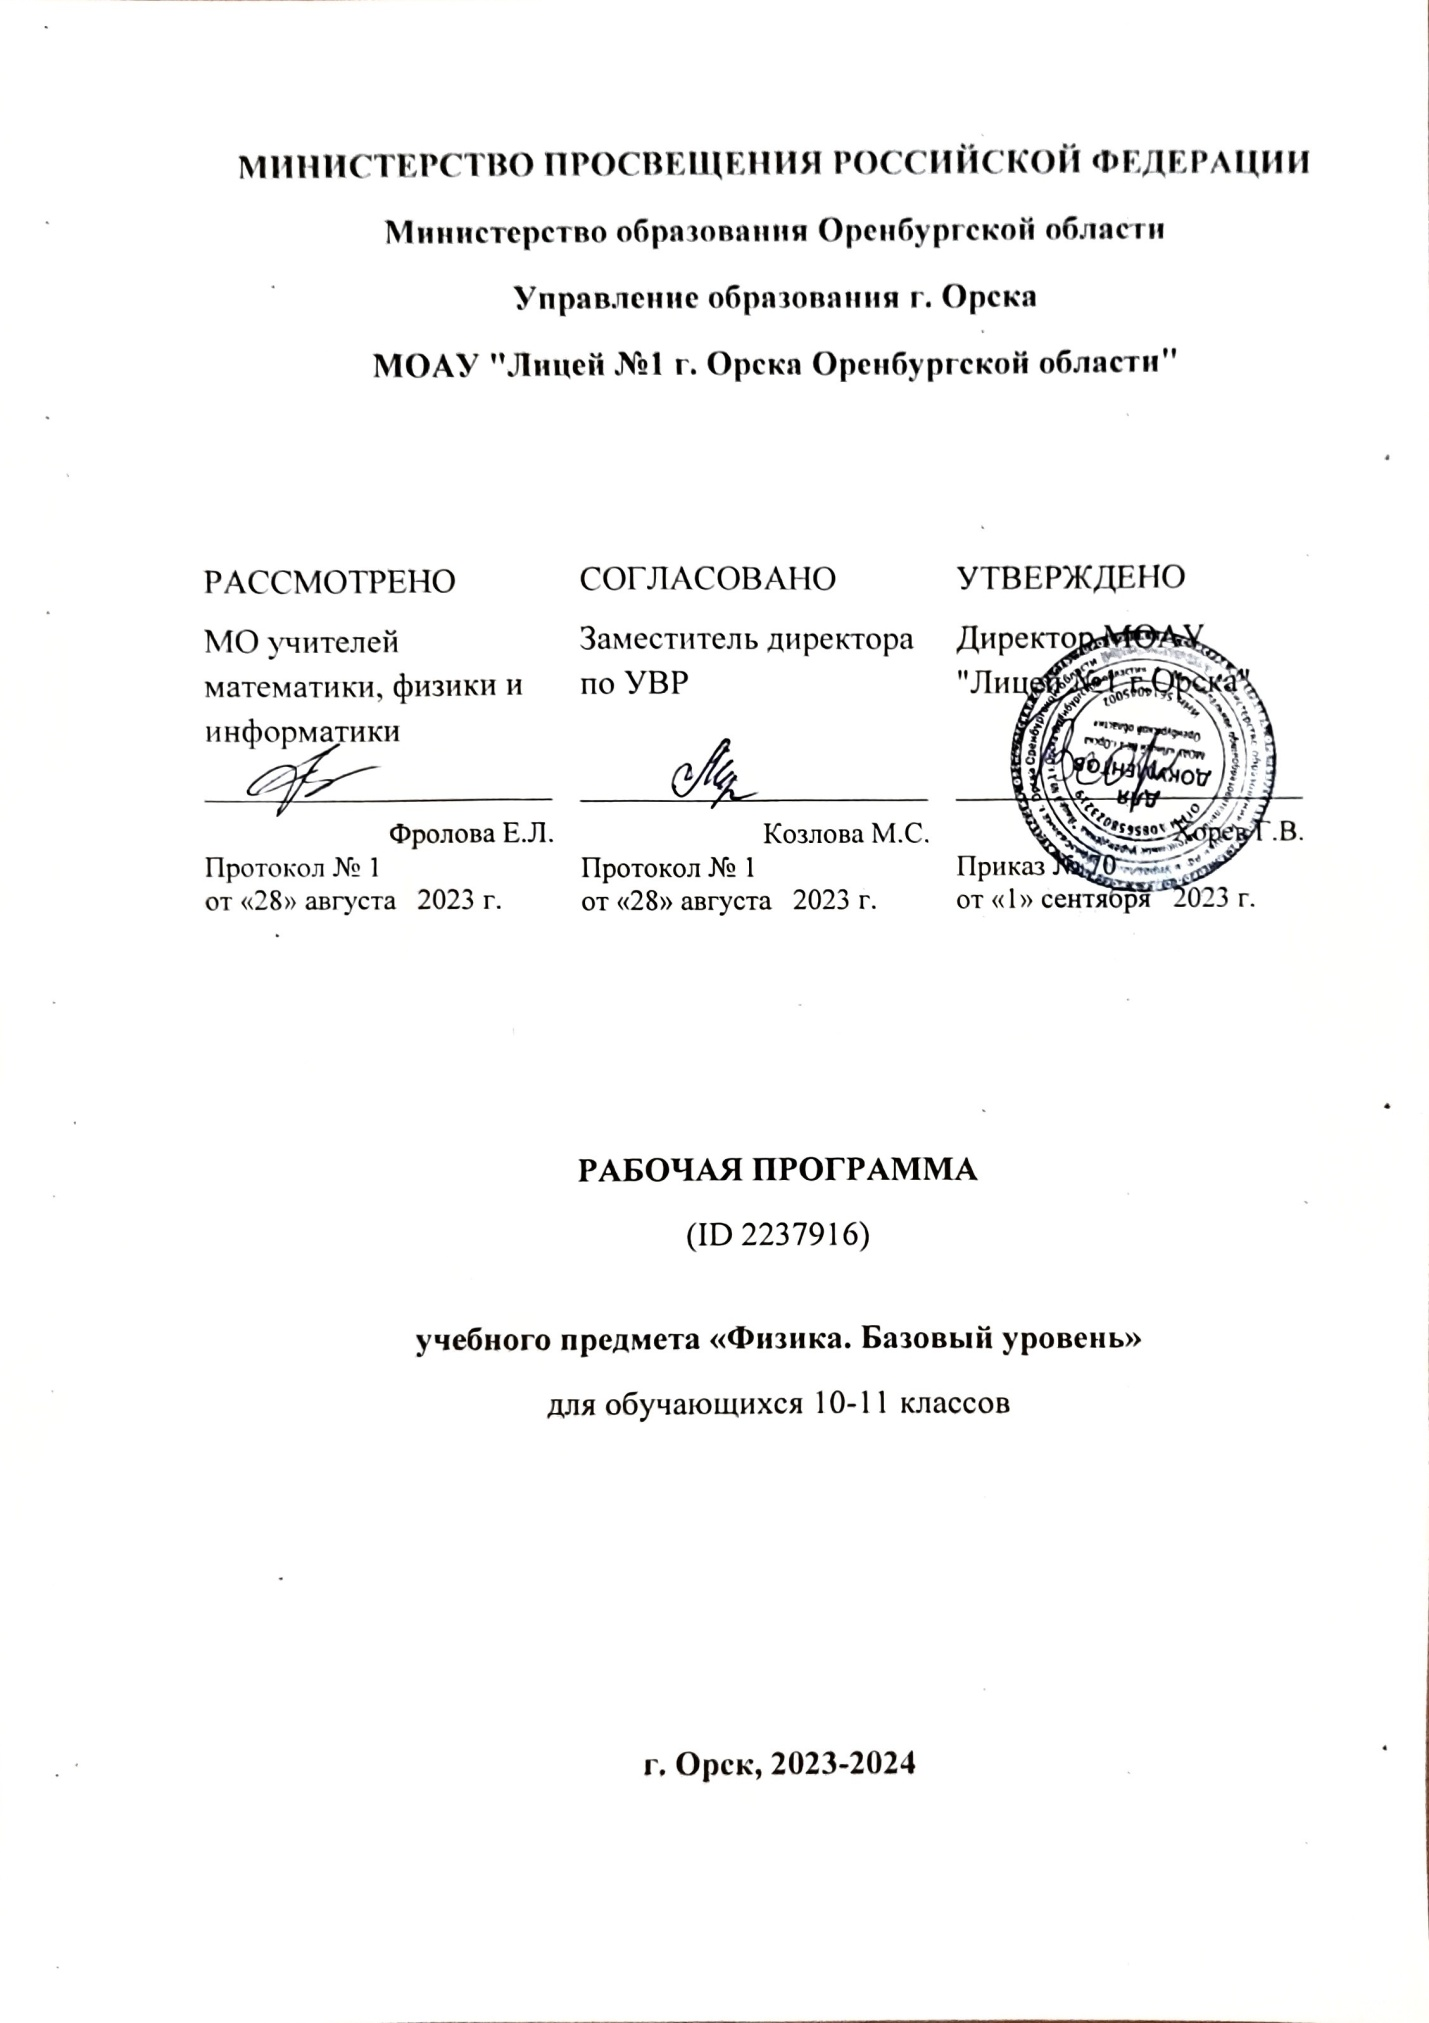 МИНИСТЕРСТВО ПРОСВЕЩЕНИЯ РОССИЙСКОЙ ФЕДЕРАЦИИ
Министерство образования Оренбургской области
Управление образования г. Орска
МОАУ "Лицей №1 г. Орска Оренбургской области"
РАССМОТРЕНО
МО учителей
математики, физики и
информатики
Фролова Е.Л.
Протокол № 1
от «28» августа 2023 г.
СОГЛАСОВАНО
Заместитель директора
по УВР
Козлова М.С.
Протокол № 1
от «28» августа 2023 г.
УТВЕРЖДЕНО
Директор МОАУ
"Лицей №1 г.Орска"
Хорев Г.В.
Приказ №
от «1» сентября 2023 г.
ДЛЯ
ДОКУМЕНТОВ
РАБОЧАЯ ПРОГРАММА
(ID 2237916)
учебного предмета «Физика. Базовый уровень»
для обучающихся 10-11 классов
г. Орск, 2023-2024